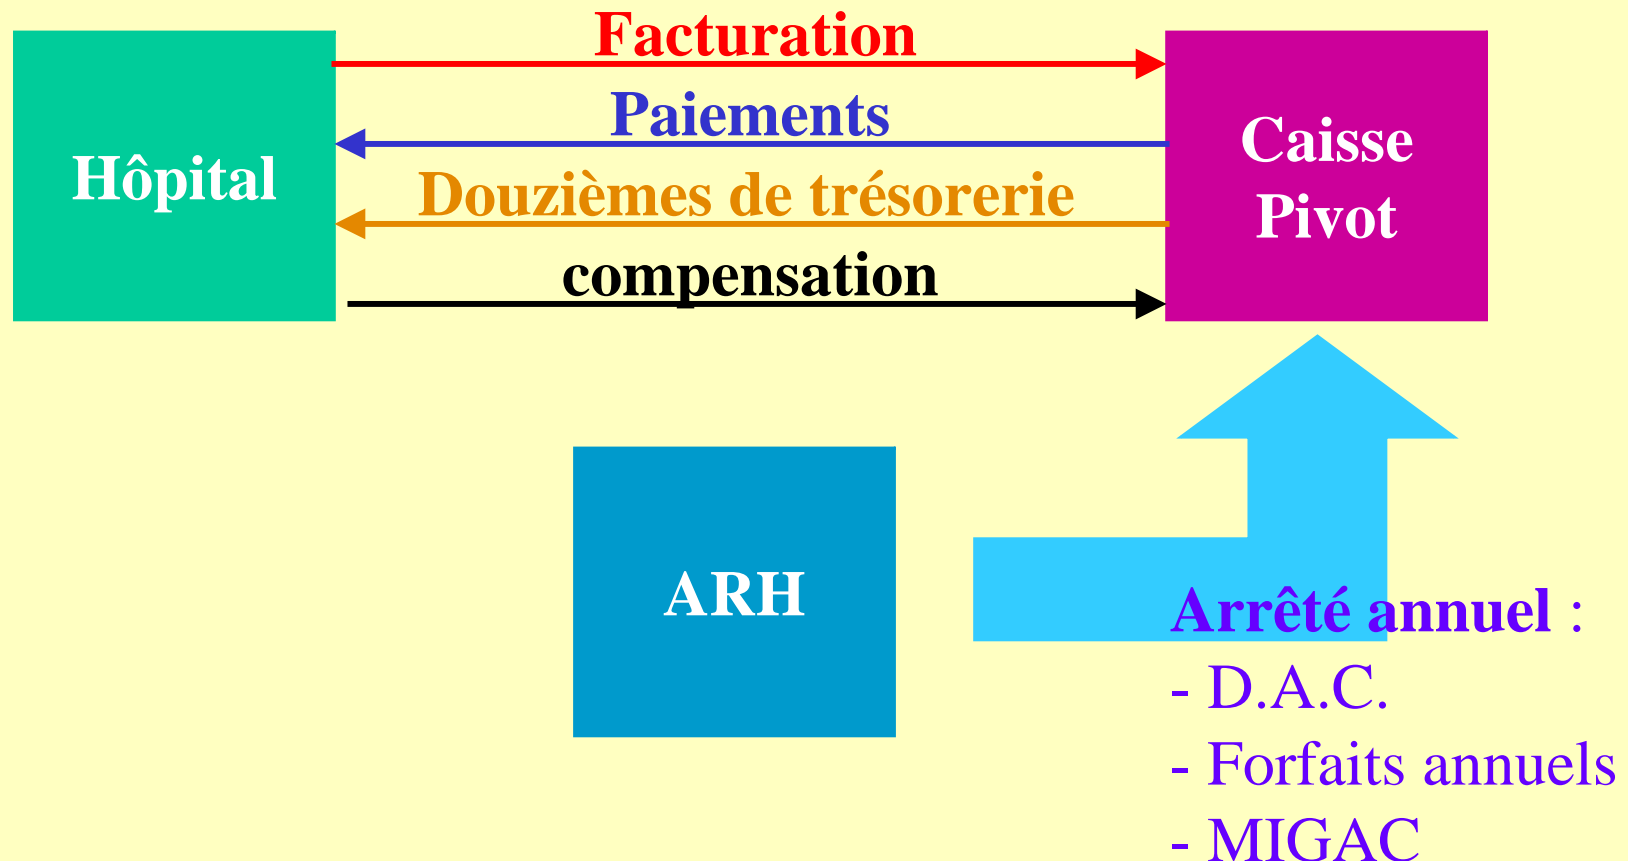 Facturation
Paiements
Hôpital
Douzièmes de trésorerie
compensation
Caisse
Pivot
ARH
Arrêté annuel :
- D.A.C.
- Forfaits annuels
- MIGAC